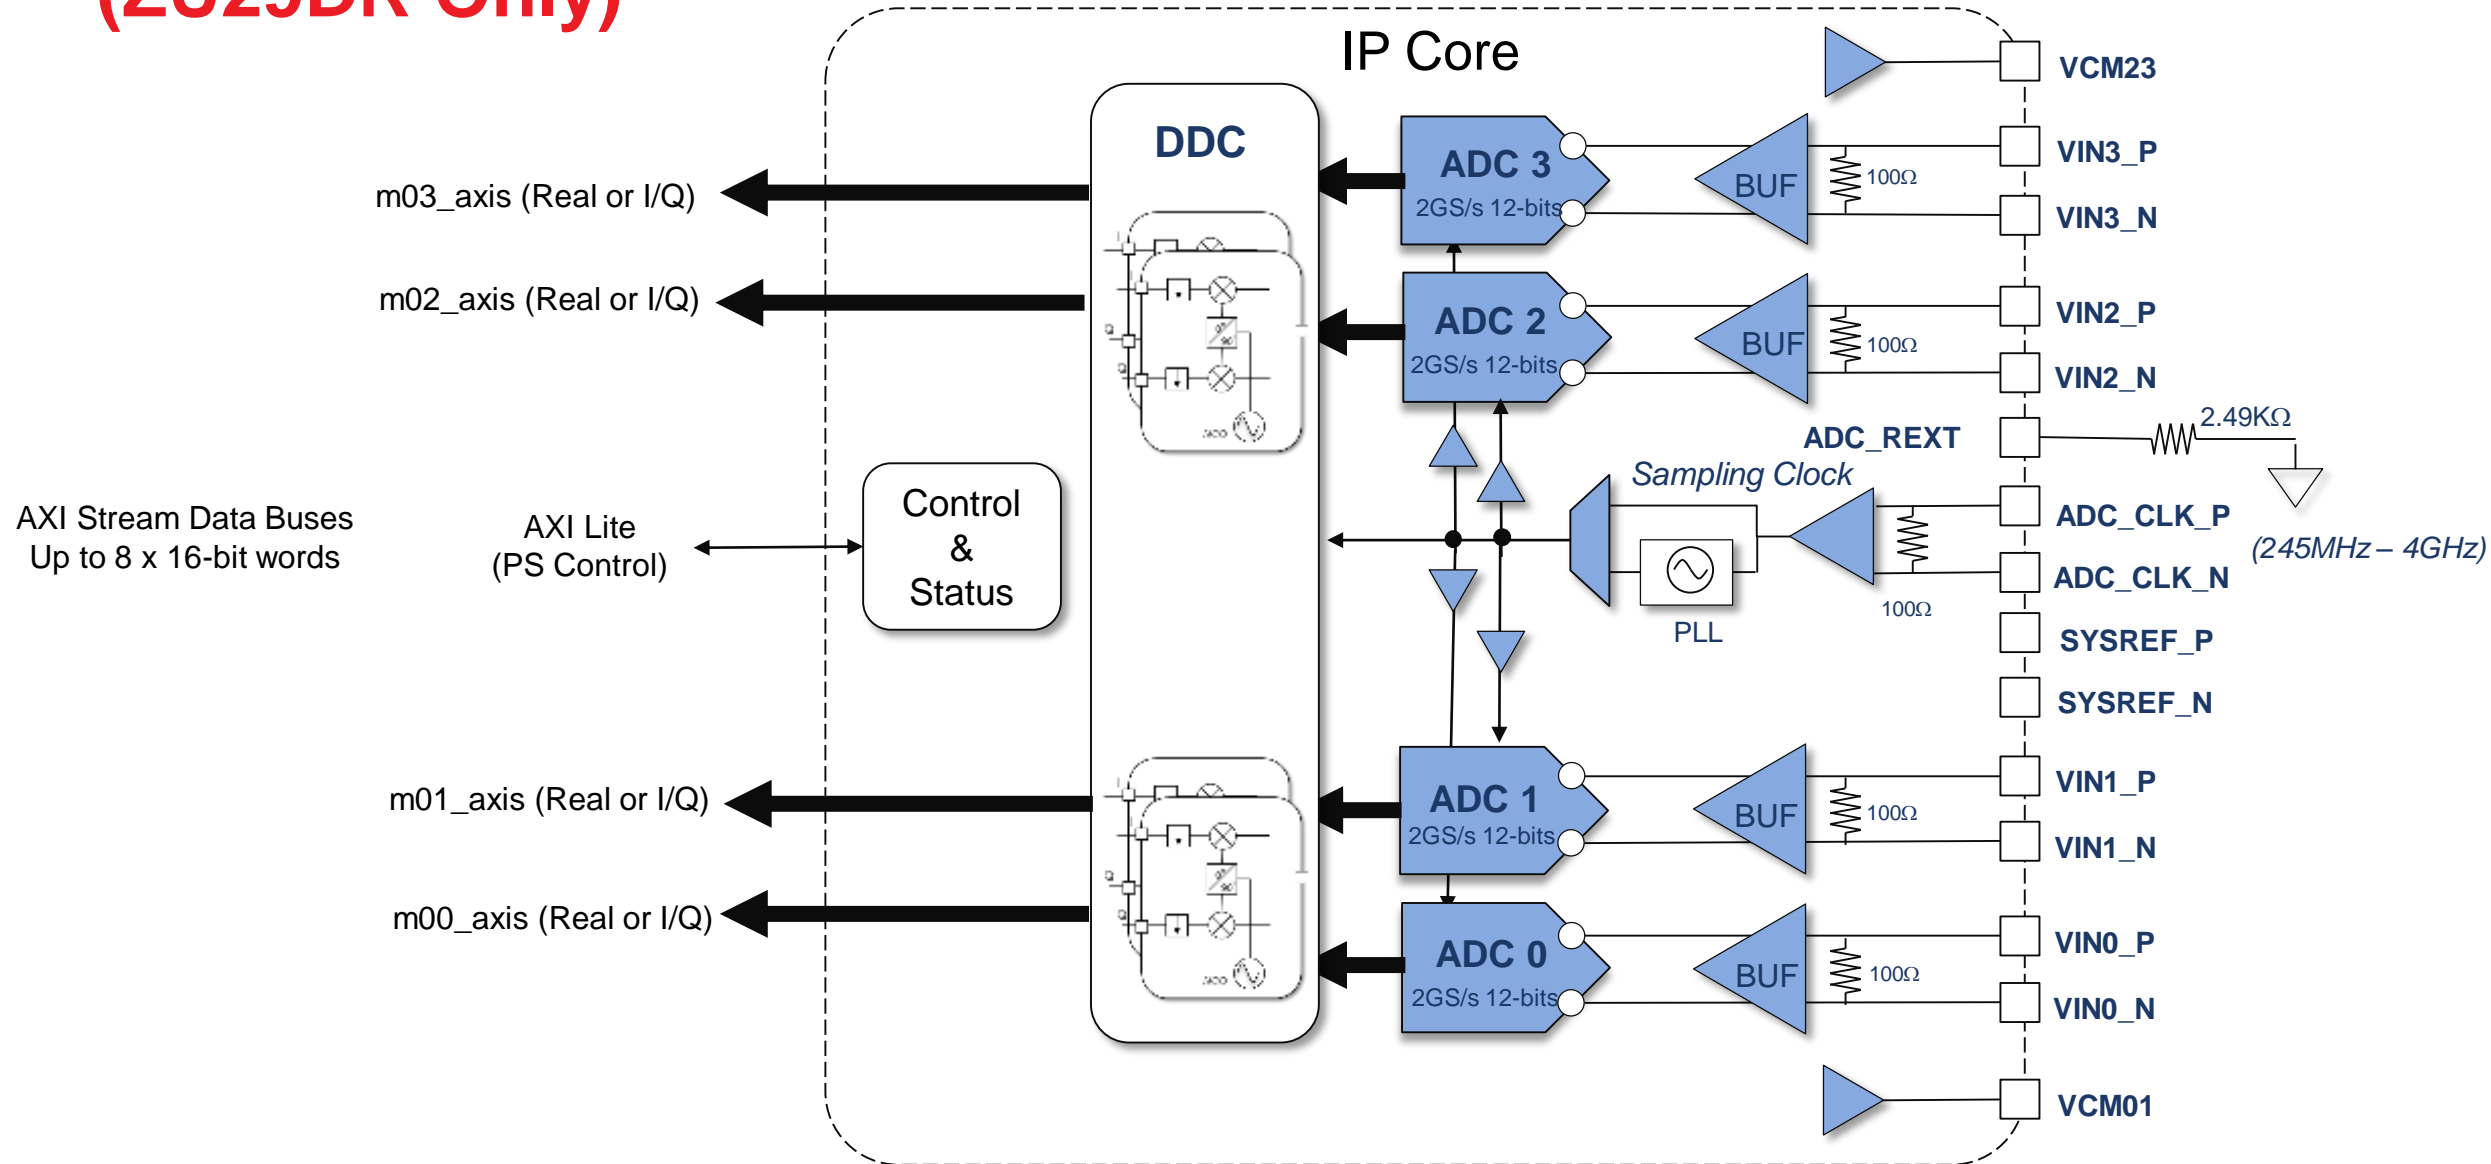 IP Core
VCM23
DDC
ADC 3
2GS/s 12-bits
BUF
100Ω
VIN3_P
VIN3_N
m03_axis (Real or I/Q)
m02_axis (Real or I/Q)
ADC 2
2GS/s 12-bits
BUF
100Ω
VIN2_P
VIN2_N
ADC_REXT
2.49KΩ
Sampling Clock
AXI Stream Data Buses
Up to 8 x 16-bit words
AXI Lite
(PS Control)
Control
&
Status
PLL
100Ω
ADC_CLK_P
(245MHz – 4GHz)
ADC_CLK_N
SYSREF_P
SYSREF_N
m01_axis (Real or I/Q)
m00_axis (Real or I/Q)
ADC 1
2GS/s 12-bits
BUF
100Ω
VIN1_P
VIN1_N
ADC 0
2GS/s 12-bits
BUF
100Ω
VIN0_P
VIN0_N
VCM01